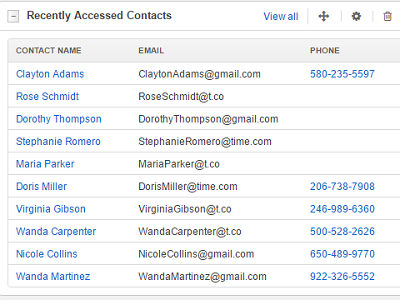 Recently Accessed Contacts View all
CONTACT NAME EMAIL PHONE
Clayton Adams ClaytonAdams@gmail.com 580-235-5597
Rose Schmidt RoseSchmidt@t.co
Dorothy Thompson DorothyThompson@gmail.com
Stephanie Romero StephanieRomero@time.com
Maria Parker MariaParker@t.co
Doris Miller DorisMiller@time.com 206-738-7908
Virginia Gibson VirginiaGibson@t.co 246-989-6360
Wanda Carpenter WandaCarpenter@t.co 500-528-2626
Nicole Collins NicoleCollins@gmail.com 650-489-9770
Wanda Martinez WandaMartinez@gmail.com 922-326-5552